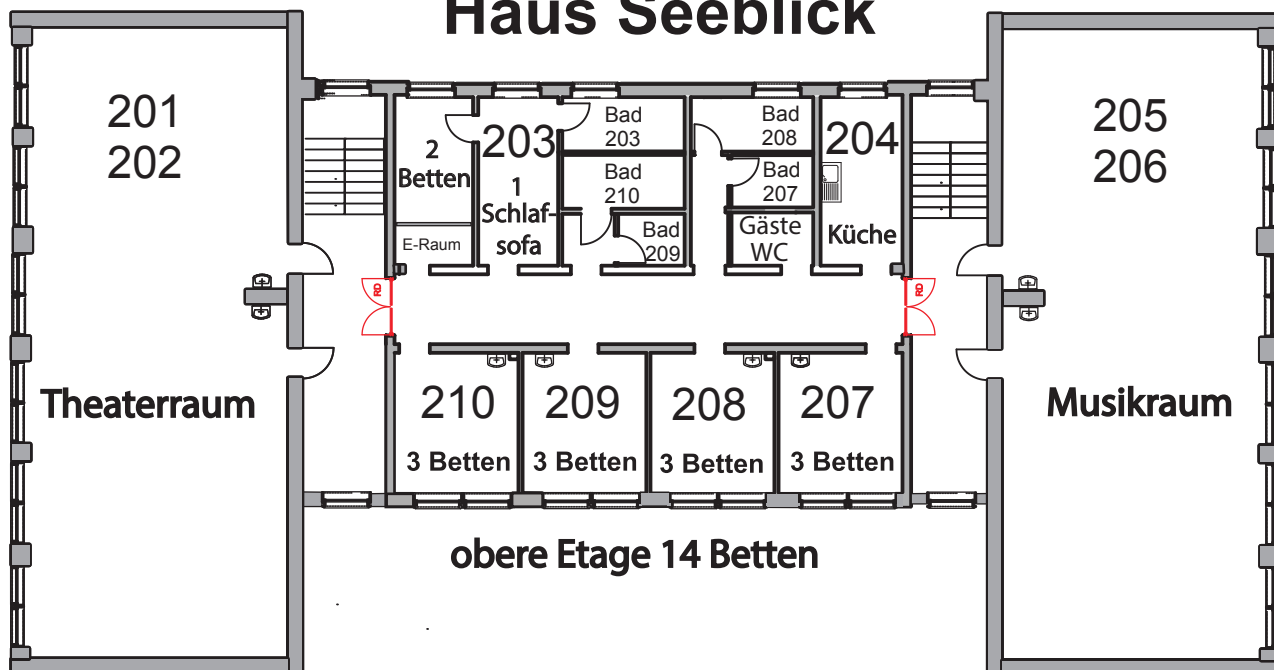 Haus Seeblick
201
202
2
Betten
E-Raum
203
1
Schlaf-
sofa
Bad
203
Bad
210
Bad
209
Bad
208
Bad
207
Gäste
WC
204
Küche
205
206
RD
RD
Theaterraum
210
3 Betten
209
3 Betten
208
3 Betten
207
3 Betten
Musikraum
obere Etage 14 Betten